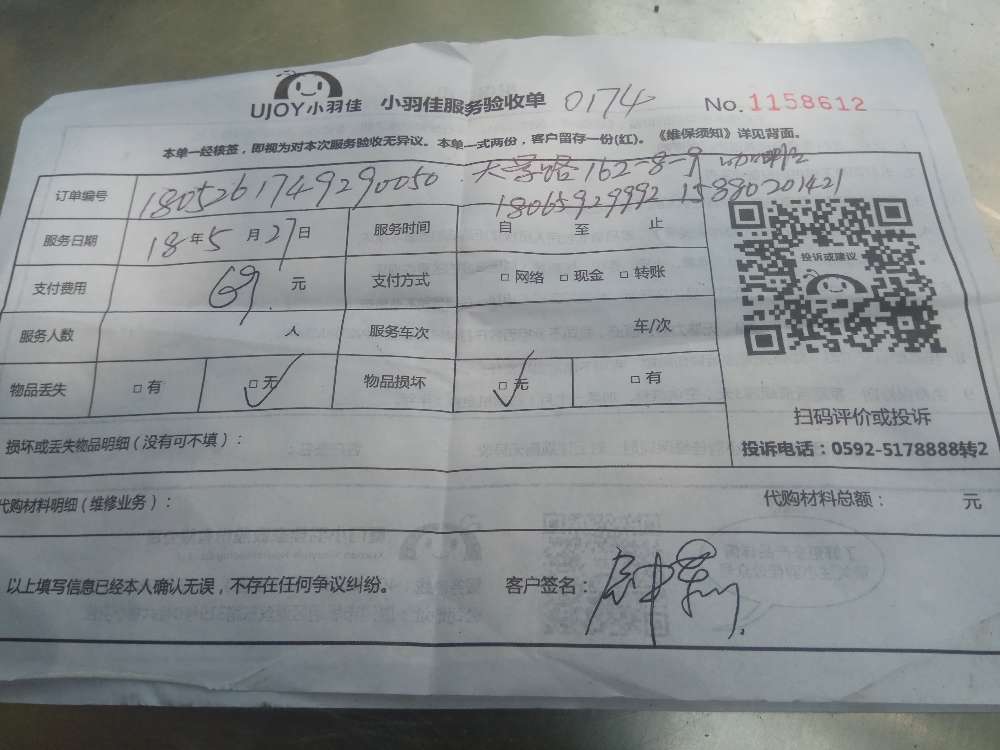 UJOY小羽佳 小羽佳服务验收单 0174 No.1158612
本单一经核签，即视为对本次服务验收无异议。本单一式两份，客户留存一份(红)。《维保须知》详见背面。
订单编号 1805261749290050 大学路162-8-9
18065929992 15880201421
服务日期 18年5月27日 服务时间 自 至 止
支付费用 69. 元 支付方式 □网络 □现金 □转账
投诉或建议
服务人数 人 服务车次 车/次
物品丢失 □有 □无 物品损坏 □无 □有
扫码评价或投诉
损坏或丢失物品明细（没有可不填）： 投诉电话：0592-5178888转2
代购材料明细（维修业务）： 代购材料总额： 元
以上填写信息已经本人确认无误，不存在任何争议纠纷。 客户签名：